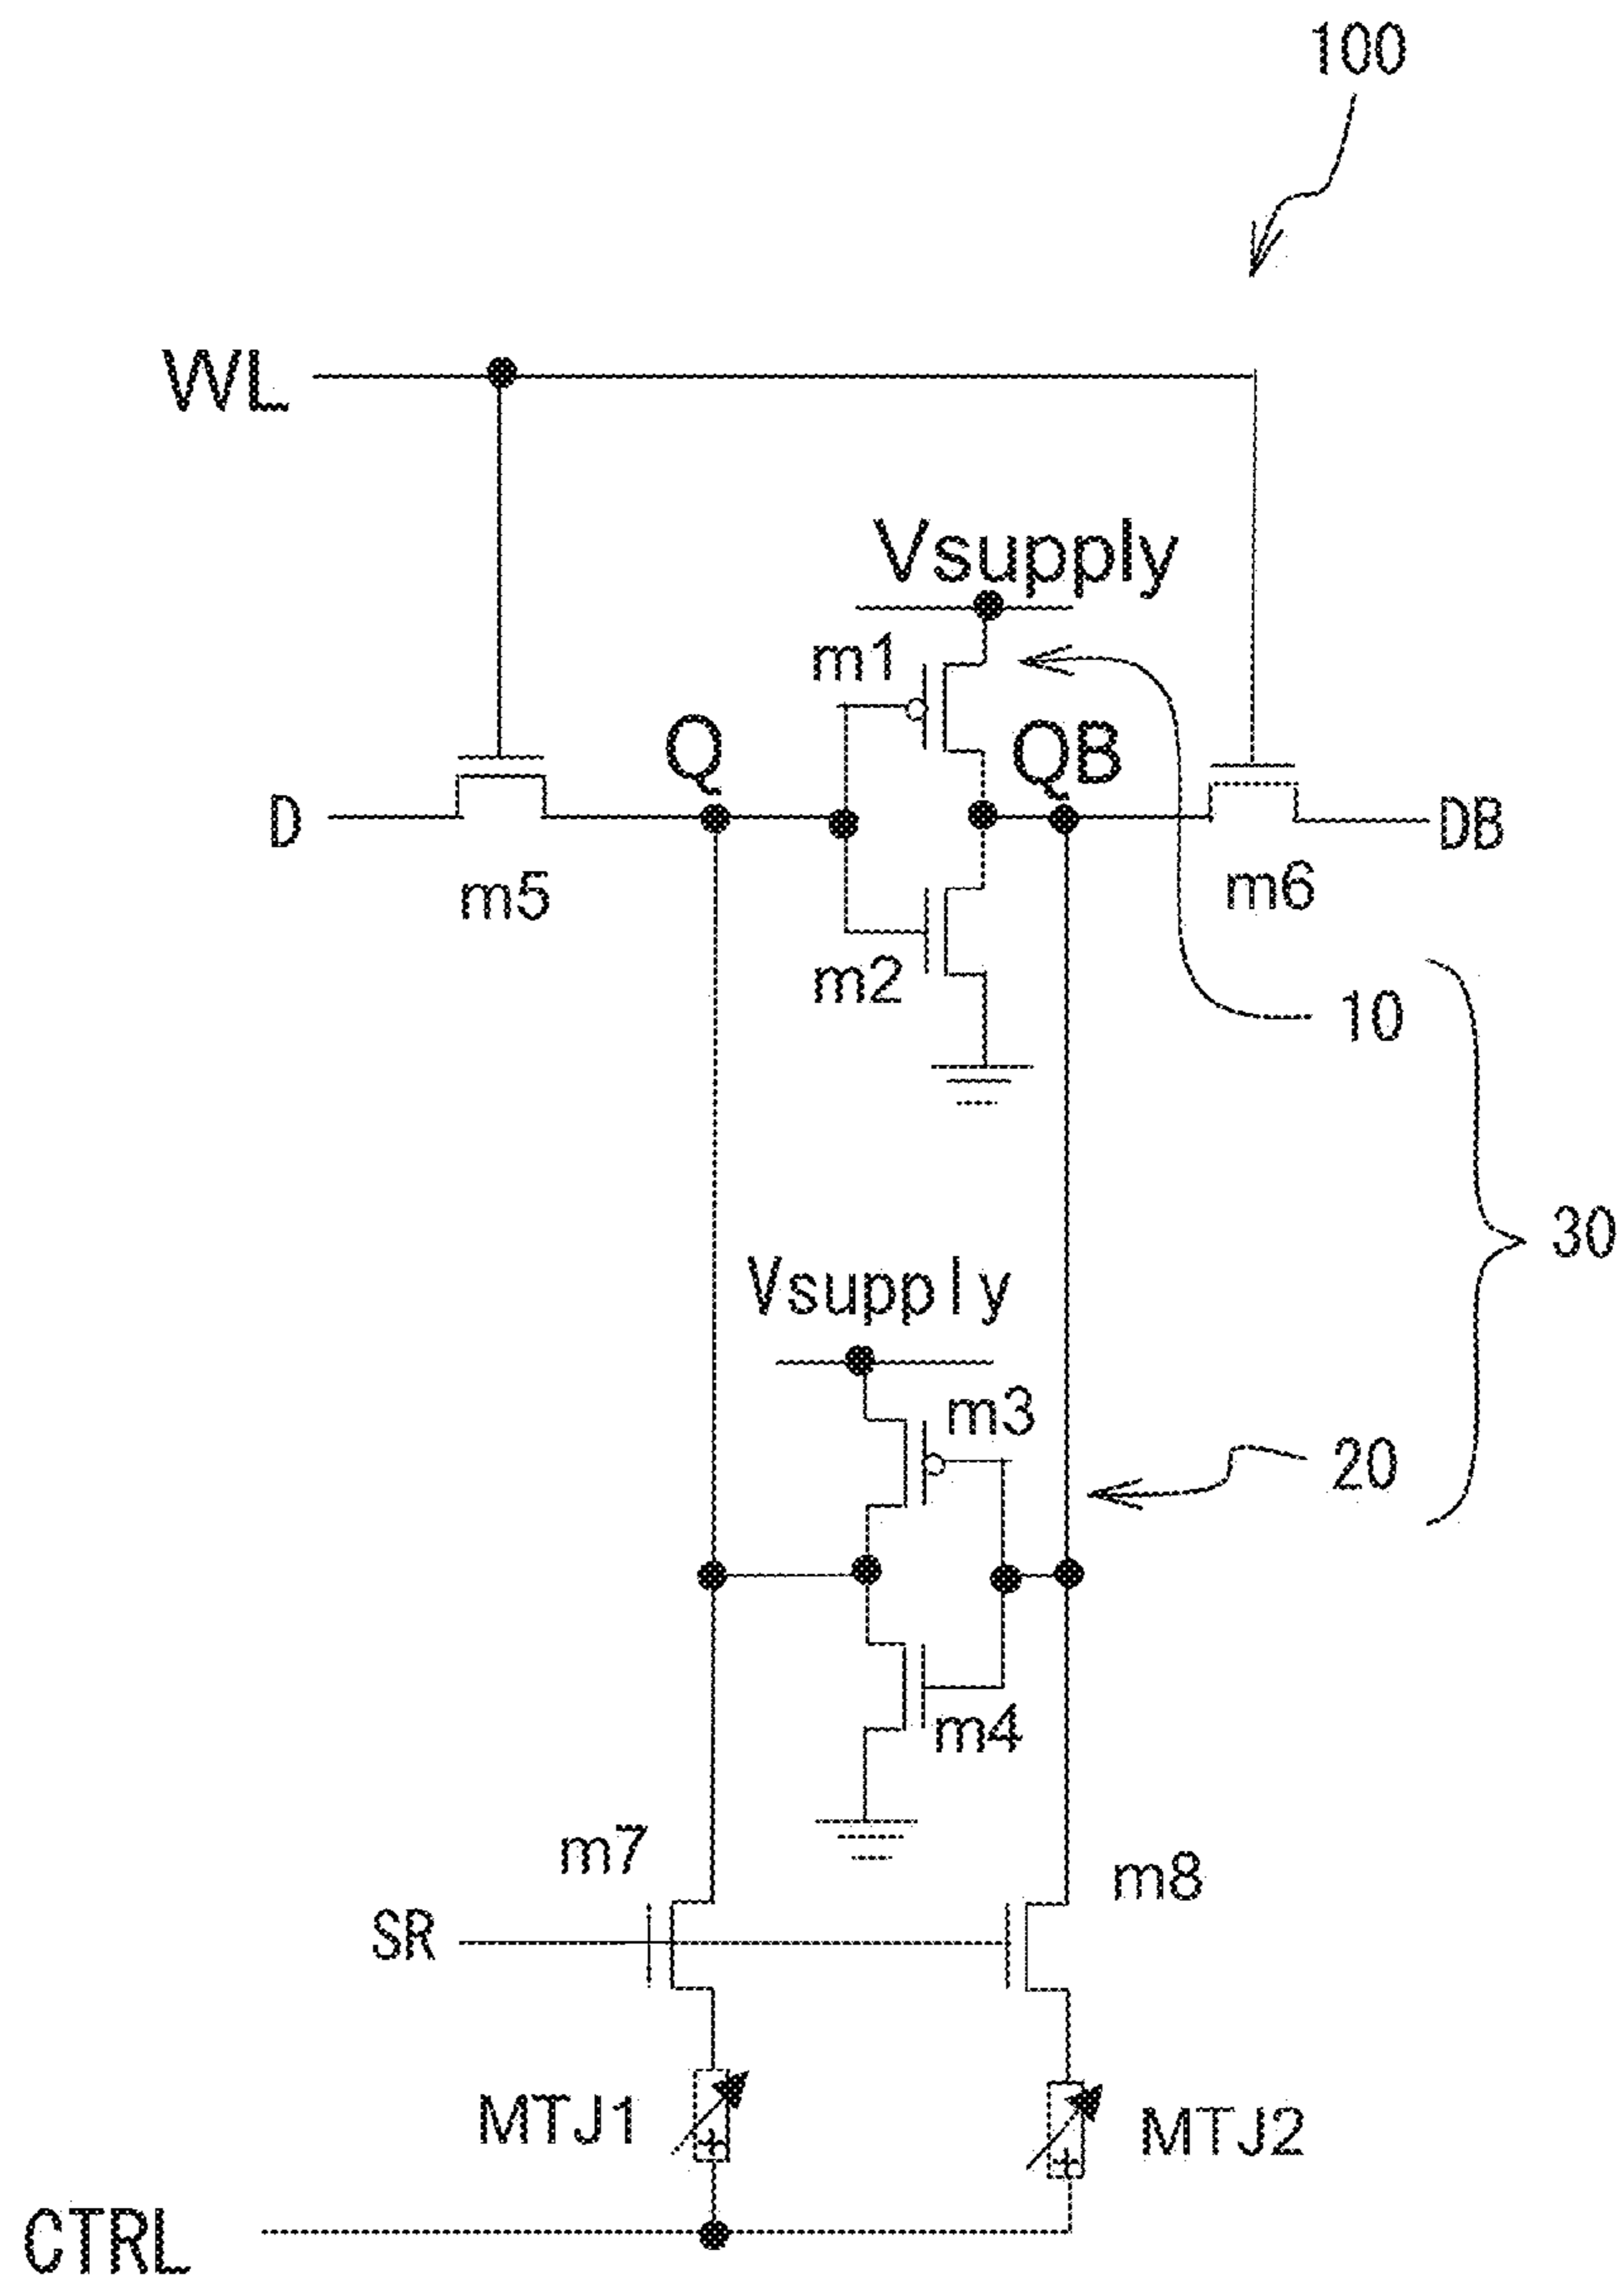 100
WL
Vsupply
m1
Q
QB
D
DB
m5
m6
m2
10
30
Vsupply
m3
20
m4
m7
m8
SR
MTJ1
MTJ2
CTRL